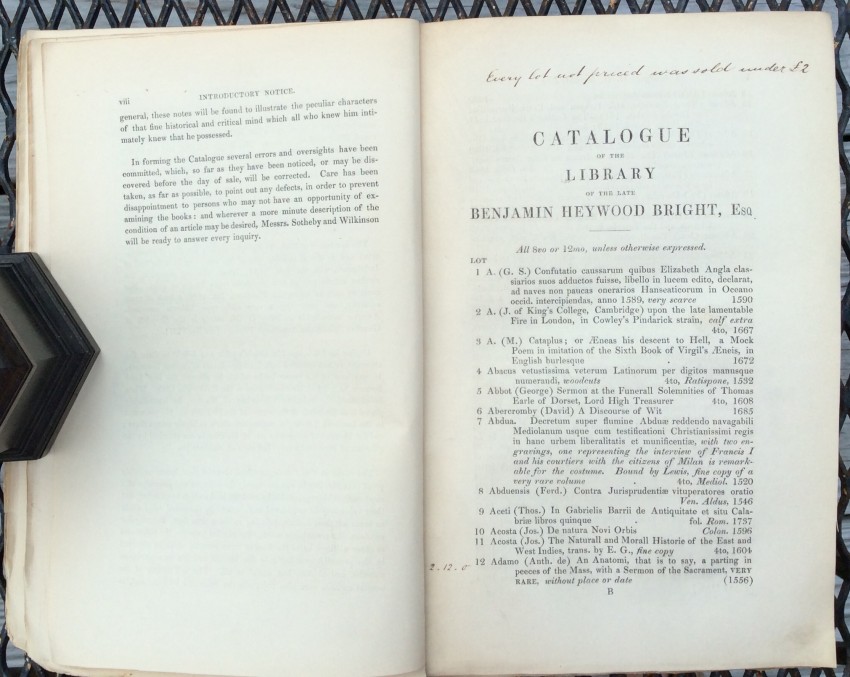 viii INTRODUCTORY NOTICE.
general, these notes will be found to illustrate the peculiar characters
of that fine historical and critical mind which all who knew him inti-
mately knew that he possessed.
In forming the Catalogue several errors and oversights have been
committed, which, so far as they have been noticed, or may be dis-
covered before the day of sale, will be corrected. Care has been
taken, as far as possible, to point out any defects, in order to prevent
disappointment to persons who may not have an opportunity of ex-
amining the books: and wherever a more minute description of the
condition of an article may be desired, Messrs. Sotheby and Wilkinson
will be ready to answer every inquiry.
Every lot not priced was sold under £2
CATALOGUE
OF THE
LIBRARY
OF THE LATE
BENJAMIN HEYWOOD BRIGHT, Esq
All 8vo or 12mo, unless otherwise expressed.
LOT
1 A. (G. S.) Confutatio caussarum quibus Elizabeth Angla clas-
siarios suos adductos fuisse, libello in lucem edito, declarat,
ad naves non paucas onerarios Hanseaticorum in Oceano
occid. intercipiendas, anno 1589, very scarce 1590
2 A. (J. of King's College, Cambridge) upon the late lamentable
Fire in London, in Cowley's Pindarick strain, calf extra
4to, 1667
3 A. (M.) Cataplus; or Æneas his descent to Hell, a Mock
Poem in imitation of the Sixth Book of Virgil's Æneis, in
English burlesque . 1672
4 Abacus vetustissima veterum Latinorum per digitos manusque
numerandi, woodcuts 4to, Ratispone, 1532
5 Abbot (George) Sermon at the Funerall Solemnities of Thomas
Earle of Dorset, Lord High Treasurer 4to, 1608
6 Abercromby (David) A Discourse of Wit 1685
7 Abdua. Decretum super flumine Abduæ reddendo navagabili
Mediolanum usque cum testificationi Christianissimi regis
in hanc urbem liberalitatis et munificentiæ, with two en-
gravings, one representing the interview of Francis I
and his courtiers with the citizens of Milan is remark-
able for the costume. Bound by Lewis, fine copy of a
very rare volume . 4to, Mediol. 1520
8 Abduensis (Ferd.) Contra Jurisprudentiæ vituperatores oratio
Ven. Aldus, 1546
9 Aceti (Thos.) In Gabrielis Barrii de Antiquitate et situ Cala-
briæ libros quinque . fol. Rom. 1737
10 Acosta (Jos.) De natura Novi Orbis Colon. 1596
11 Acosta (Jos.) The Naturall and Morall Historie of the East and
West Indies, trans. by E. G., fine copy 4to, 1604
2-12-0 12 Adamo (Anth. de) An Anatomi, that is to say, a parting in
peeces of the Mass, with a Sermon of the Sacrament, VERY
RARE, without place or date (1556)
B